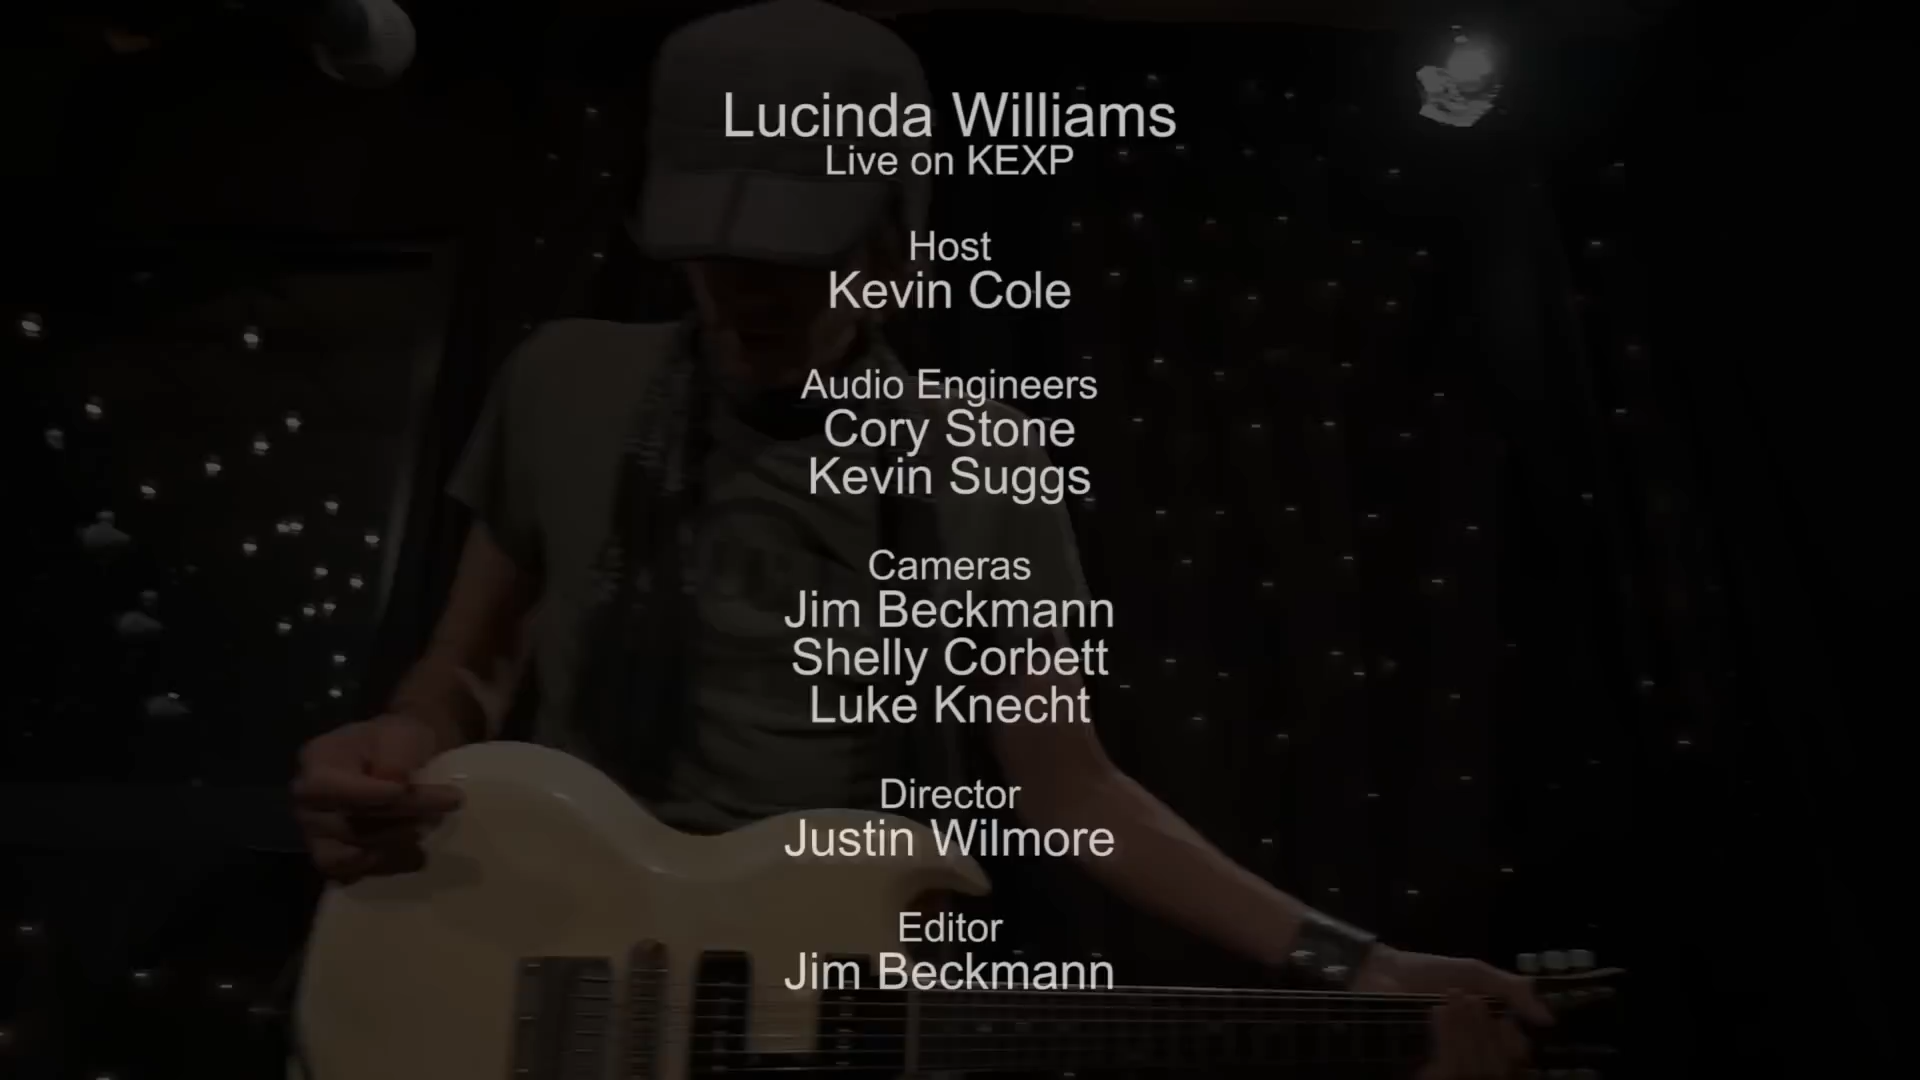 Lucinda Williams
Live on KEXP
Host
Kevin Cole
Audio Engineers
Cory Stone
Kevin Suggs
Cameras
Jim Beckmann
Shelly Corbett
Luke Knecht
Director
Justin Wilmore
Editor
Jim Beckmann